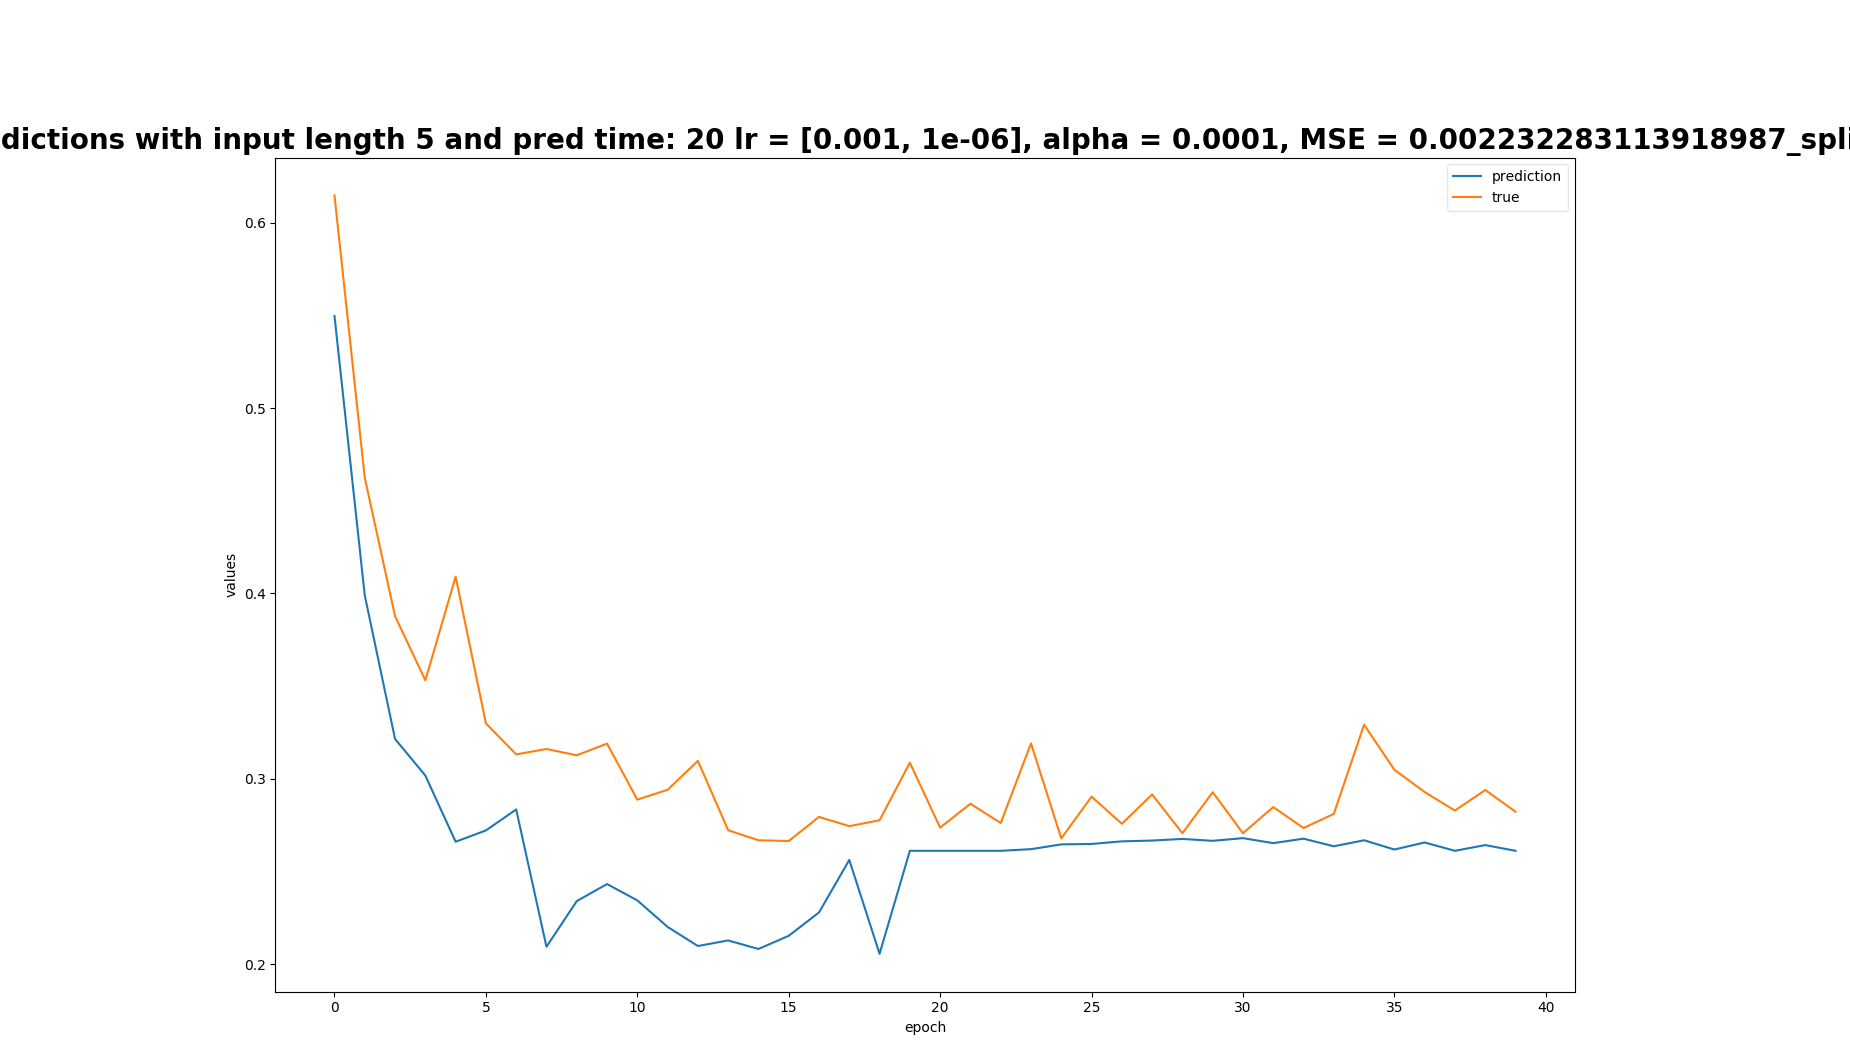 dictions with input length 5 and pred time: 20 lr = [0.001, 1e-06], alpha = 0.0001, MSE = 0.002232283113918987_spli
prediction
true
0.6
0.5
0.4
0.3
0.2
values
0 5 10 15 20 25 30 35 40
epoch